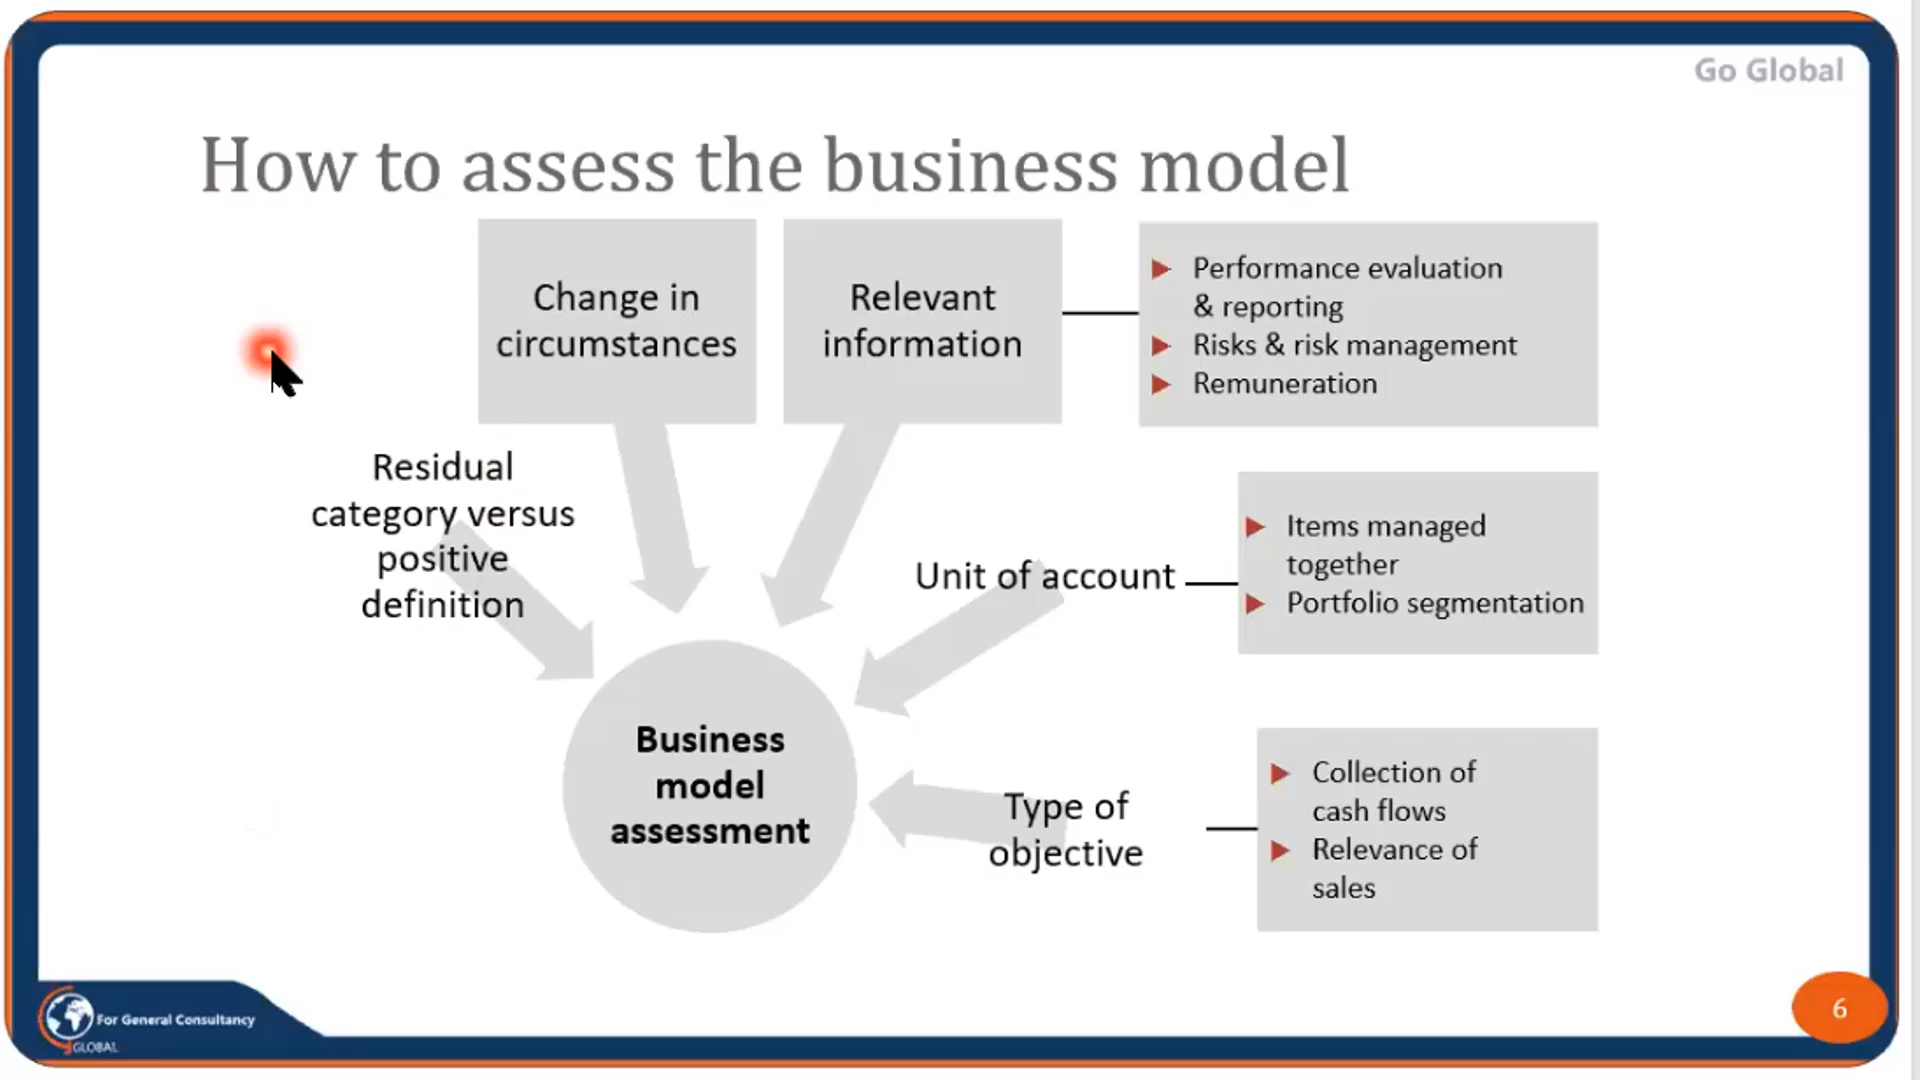 Go Global
How to assess the business model
Change in
circumstances
Relevant
information
Performance evaluation
& reporting
Risks & risk management
Remuneration
Residual
category versus
positive
definition
Unit of account
Items managed
together
Portfolio segmentation
Business
model
assessment
Type of
objective
Collection of
cash flows
Relevance of
sales
For General Consultancy
GLOBAL
6